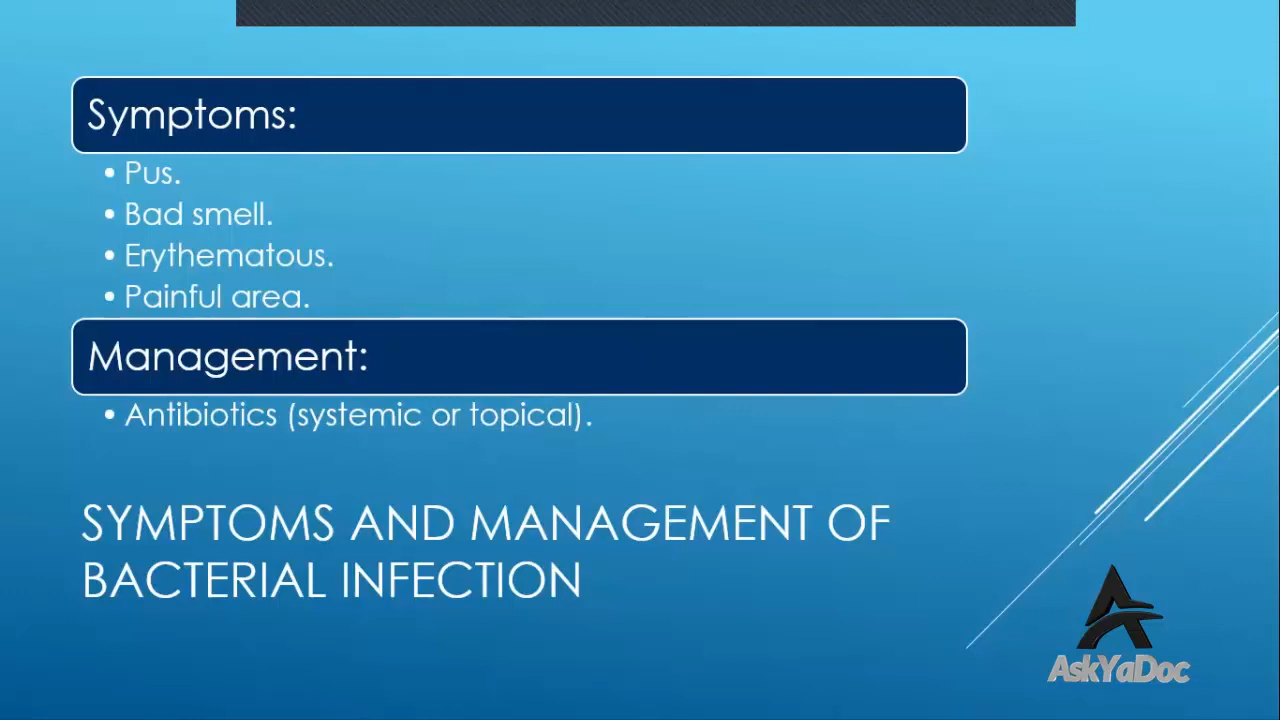 Symptoms:
• Pus.
• Bad smell.
• Erythematous.
• Painful area.
Management:
• Antibiotics (systemic or topical).
SYMPTOMS AND MANAGEMENT OF
BACTERIAL INFECTION
AskYaDoc